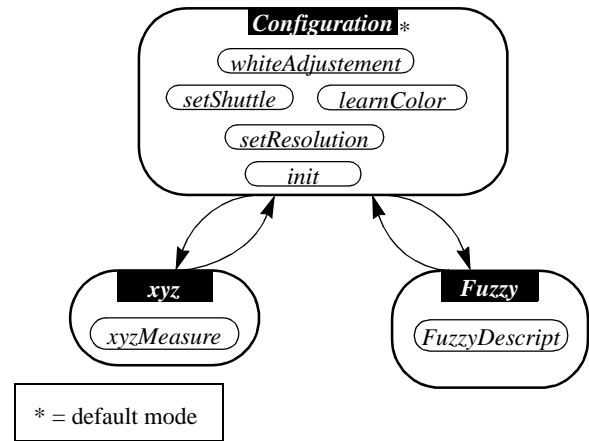 Configuration *
whiteAdjustement
setShuttle learnColor
setResolution
init
xyz Fuzzy
xyzMeasure FuzzyDescript
* = default mode